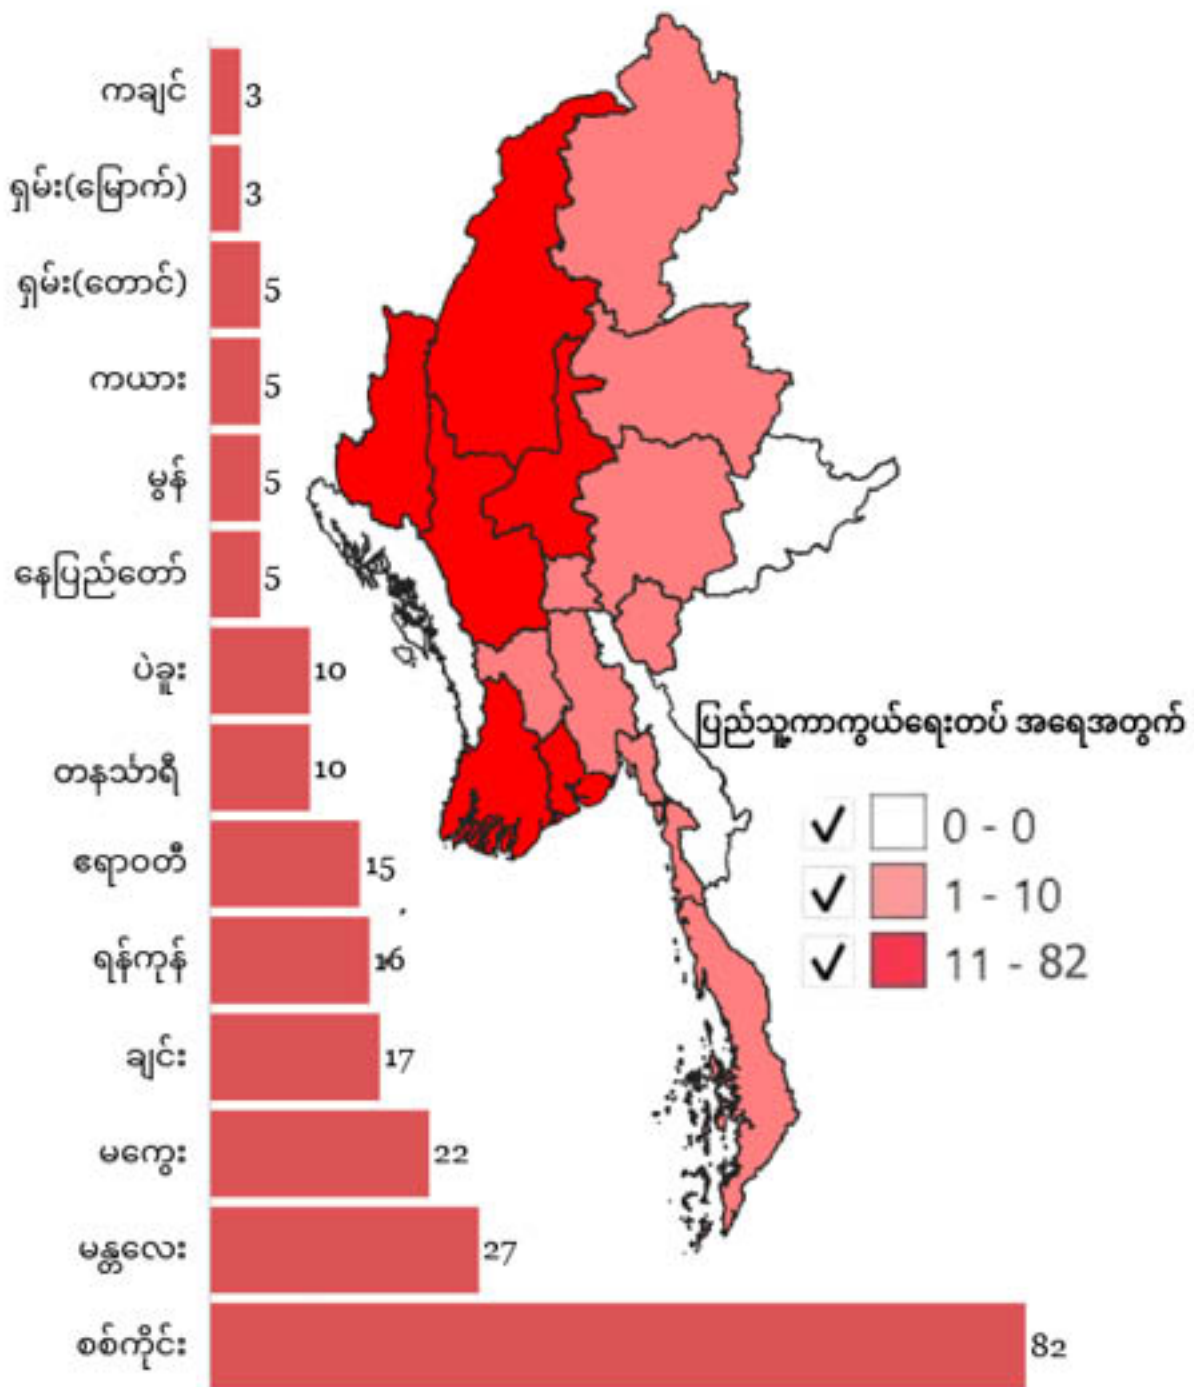 ကချင် 3
ရှမ်း(မြောက်) 3
ရှမ်း(တောင်) 5
ကယား 5
မွန် 5
နေပြည်တော် 5
ပဲခူး 10
တနင်္သာရီ 10
ဧရာဝတီ 15
ရန်ကုန် 16
ချင်း 17
မကွေး 22
မန္တလေး 27
စစ်ကိုင်း 82
ပြည်သူ့ကာကွယ်ရေးတပ် အရေအတွက်
0 - 0
1 - 10
11 - 82